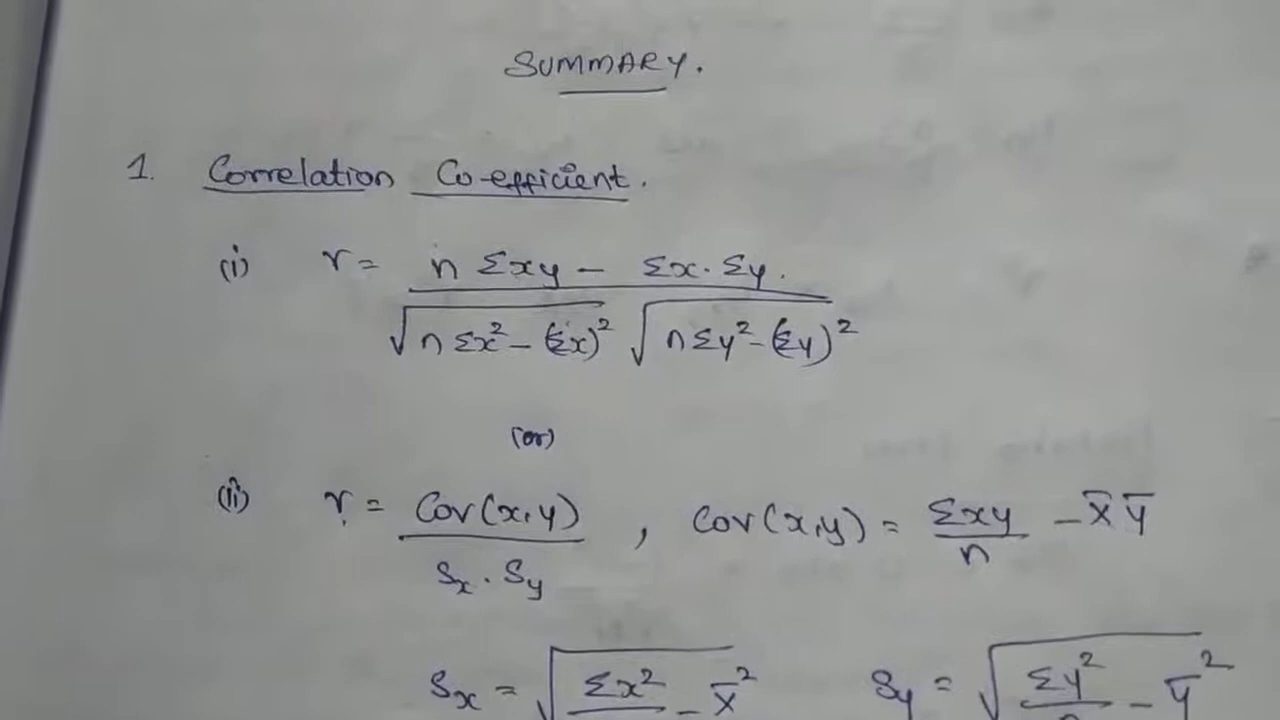 SUMMARY.
1. Correlation Co-efficient.
(i) r = n Σxy - Σx. Σy. / √nΣx² - (Σx)² √nΣy² - (Σy)²
(or)
(ii) r = Cov(x,y) / Sx . Sy , Cov(x,y) = Σxy / n - x̄ ȳ
Sx = √Σx² - x̄² Sy = √Σy² / n - ȳ²